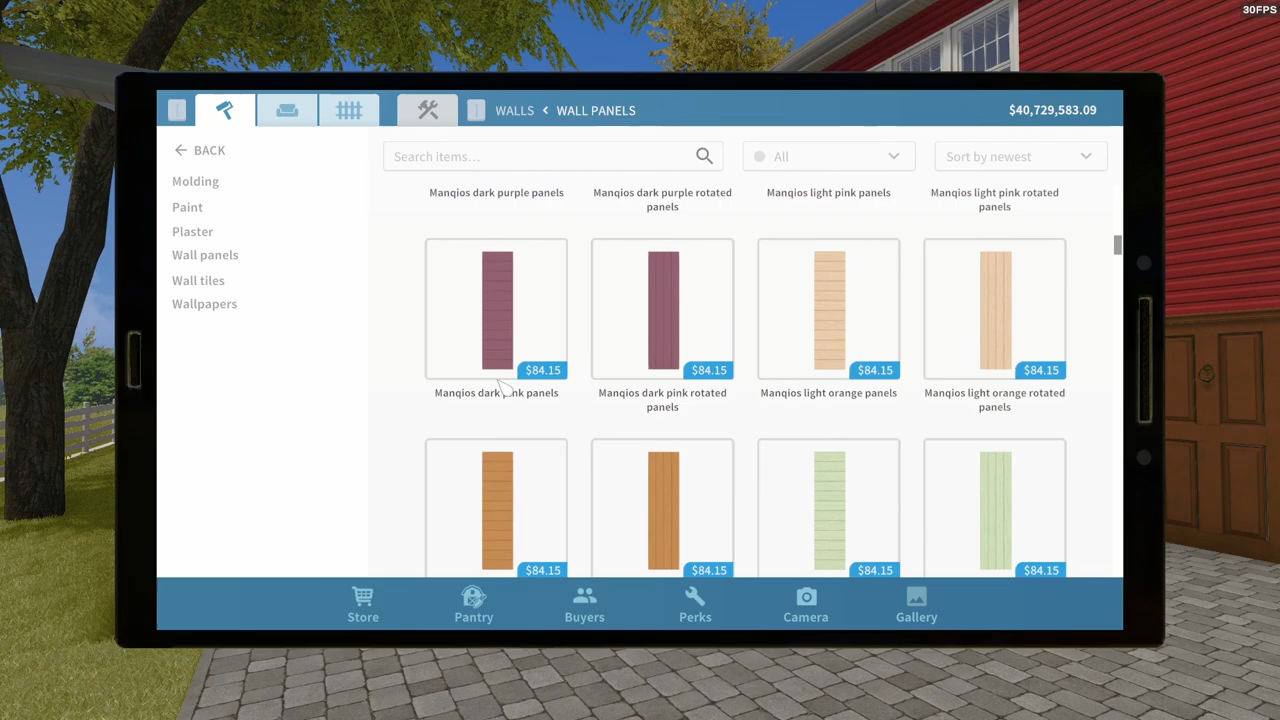 30FPS
WALLS < WALL PANELS
$40,729,583.09
BACK
Search items...
All
Sort by newest
Molding
Paint
Plaster
Wall panels
Wall tiles
Wallpapers
Manqios dark purple panels
Manqios dark purple rotated
panels
Manqios light pink panels
Manqios light pink rotated
panels
$84.15
$84.15
$84.15
$84.15
Manqios dark pink panels
Manqios dark pink rotated
panels
Manqios light orange panels
Manqios light orange rotated
panels
$84.15
$84.15
$84.15
$84.15
Store
Pantry
Buyers
Perks
Camera
Gallery